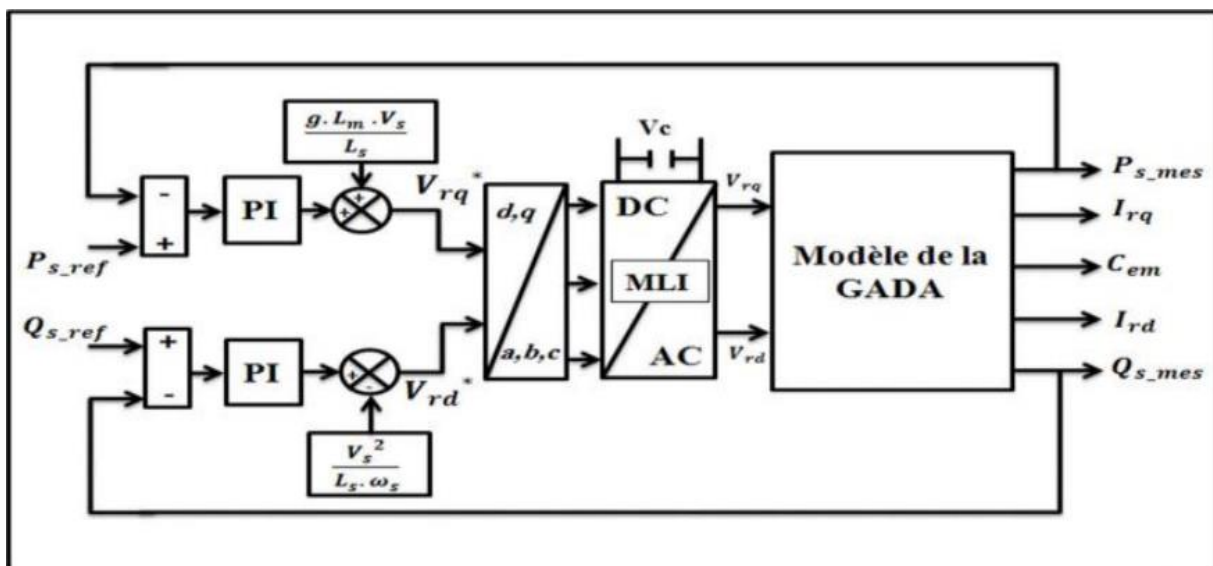 g. L_m . V_s
L_s
V_rq*
Vc
V_rq
P_s_mes
-
+
PI
+
+
d,q
DC
I_rq
P_s_ref
MLI
Modèle de la
GADA
C_em
Q_s_ref
+
-
PI
+
-
a,b,c
AC
V_rd
I_rd
V_rd*
Q_s_mes
V_s²
L_s. ω_s